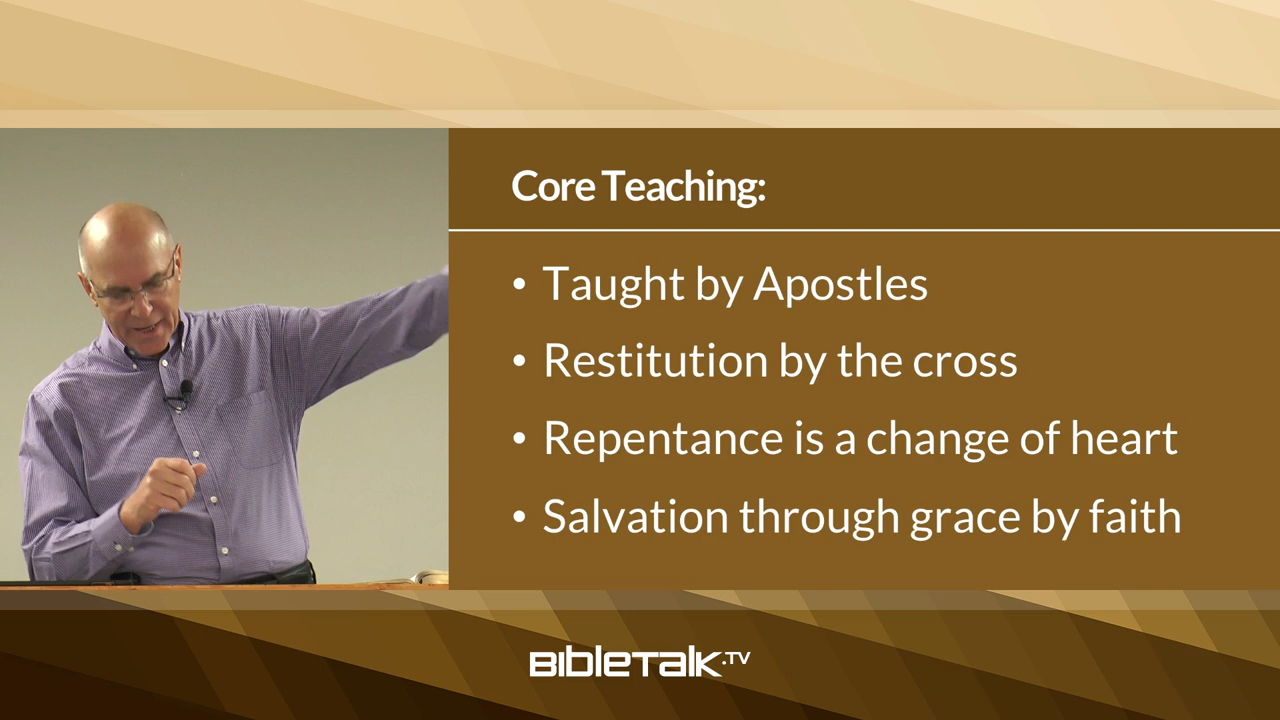 Core Teaching:
• Taught by Apostles
• Restitution by the cross
• Repentance is a change of heart
• Salvation through grace by faith
BIBLETALK.TV